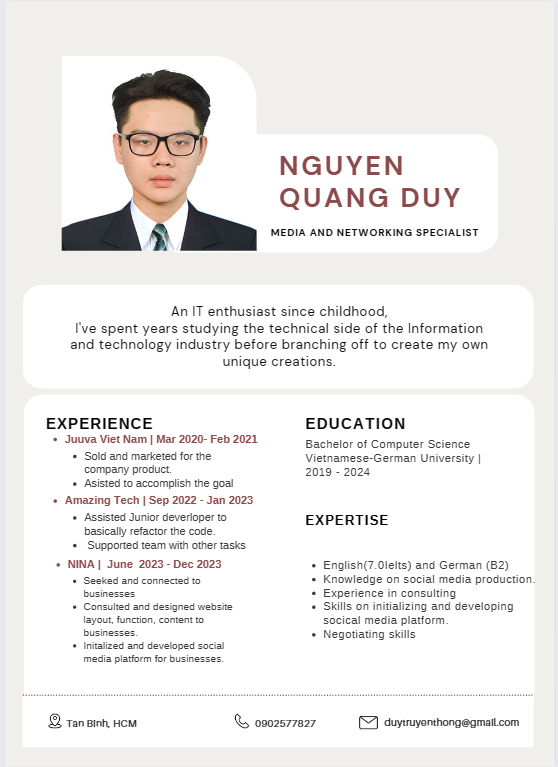 NGUYEN
QUANG DUY
MEDIA AND NETWORKING SPECIALIST
An IT enthusiast since childhood,
I've spent years studying the technical side of the Information
and technology industry before branching off to create my own
unique creations.
EXPERIENCE
• Juuva Viet Nam | Mar 2020- Feb 2021
• Sold and marketed for the
company product.
• Asisted to accomplish the goal
• Amazing Tech | Sep 2022 - Jan 2023
• Assisted Junior deverloper to
basically refactor the code.
• Supported team with other tasks
• NINA | June 2023 - Dec 2023
• Seeked and connected to
businesses
• Consulted and designed website
layout, function, content to
businesses.
• Initalized and developed social
media platform for businesses.
EDUCATION
Bachelor of Computer Science
Vietnamese-German University |
2019 - 2024
EXPERTISE
• English(7.0Ielts) and German (B2)
• Knowledge on social media production.
• Experience in consulting
• Skills on initializing and developing
socical media platform.
• Negotiating skills
Tan Binh, HCM
0902577827
duytruyenthong@gmail.com